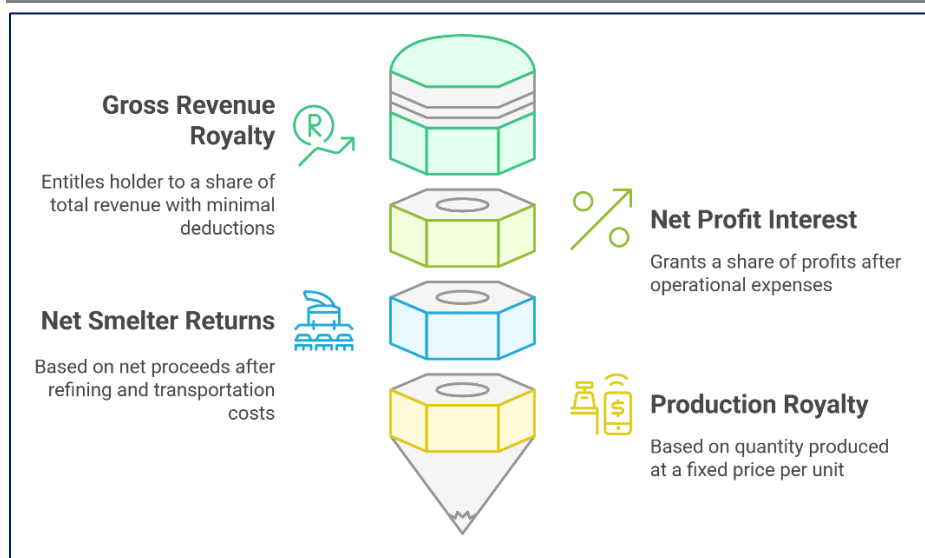 Gross Revenue
Royalty
R
Entitles holder to a share of
total revenue with minimal
deductions
Net Profit Interest
Grants a share of profits after
operational expenses
Net Smelter Returns
Based on net proceeds after
refining and transportation
costs
$
Production Royalty
Based on quantity produced
at a fixed price per unit